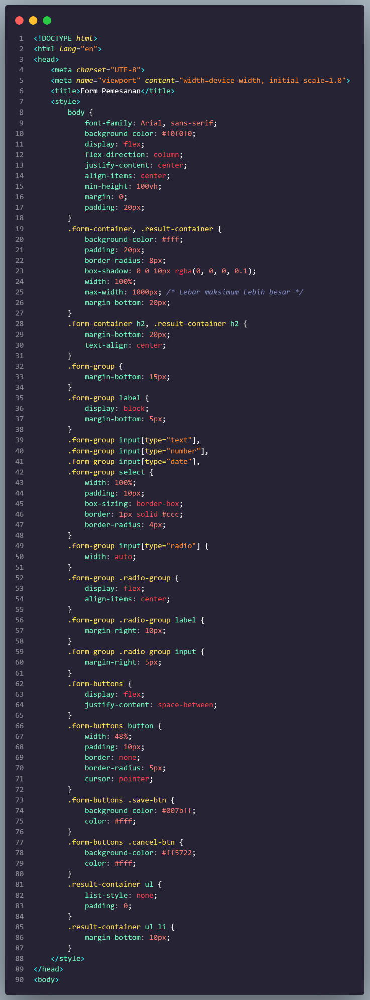 1 <!DOCTYPE html>
2 <html lang="en">
3 <head>
4     <meta charset="UTF-8">
5     <meta name="viewport" content="width=device-width, initial-scale=1.0">
6     <title>Form Pemesanan</title>
7     <style>
8         body {
9             font-family: Arial, sans-serif;
10             background-color: #f0f0f0;
11             display: flex;
12             flex-direction: column;
13             justify-content: center;
14             align-items: center;
15             min-height: 100vh;
16             margin: 0;
17             padding: 20px;
18         }
19         .form-container, .result-container {
20             background-color: #fff;
21             padding: 20px;
22             border-radius: 8px;
23             box-shadow: 0 0 10px rgba(0, 0, 0, 0.1);
24             width: 100%;
25             max-width: 1000px; /* Lebar maksimum lebih besar */
26             margin-bottom: 20px;
27         }
28         .form-container h2, .result-container h2 {
29             margin-bottom: 20px;
30             text-align: center;
31         }
32         .form-group {
33             margin-bottom: 15px;
34         }
35         .form-group label {
36             display: block;
37             margin-bottom: 5px;
38         }
39         .form-group input[type="text"],
40         .form-group input[type="number"],
41         .form-group input[type="date"],
42         .form-group select {
43             width: 100%;
44             padding: 10px;
45             box-sizing: border-box;
46             border: 1px solid #ccc;
47             border-radius: 4px;
48         }
49         .form-group input[type="radio"] {
50             width: auto;
51         }
52         .form-group .radio-group {
53             display: flex;
54             align-items: center;
55         }
56         .form-group .radio-group label {
57             margin-right: 10px;
58         }
59         .form-group .radio-group input {
60             margin-right: 5px;
61         }
62         .form-buttons {
63             display: flex;
64             justify-content: space-between;
65         }
66         .form-buttons button {
67             width: 48%;
68             padding: 10px;
69             border: none;
70             border-radius: 5px;
71             cursor: pointer;
72         }
73         .form-buttons .save-btn {
74             background-color: #007bff;
75             color: #fff;
76         }
77         .form-buttons .cancel-btn {
78             background-color: #ff5722;
79             color: #fff;
80         }
81         .result-container ul {
82             list-style: none;
83             padding: 0;
84         }
85         .result-container ul li {
86             margin-bottom: 10px;
87         }
88     </style>
89 </head>
90 <body>